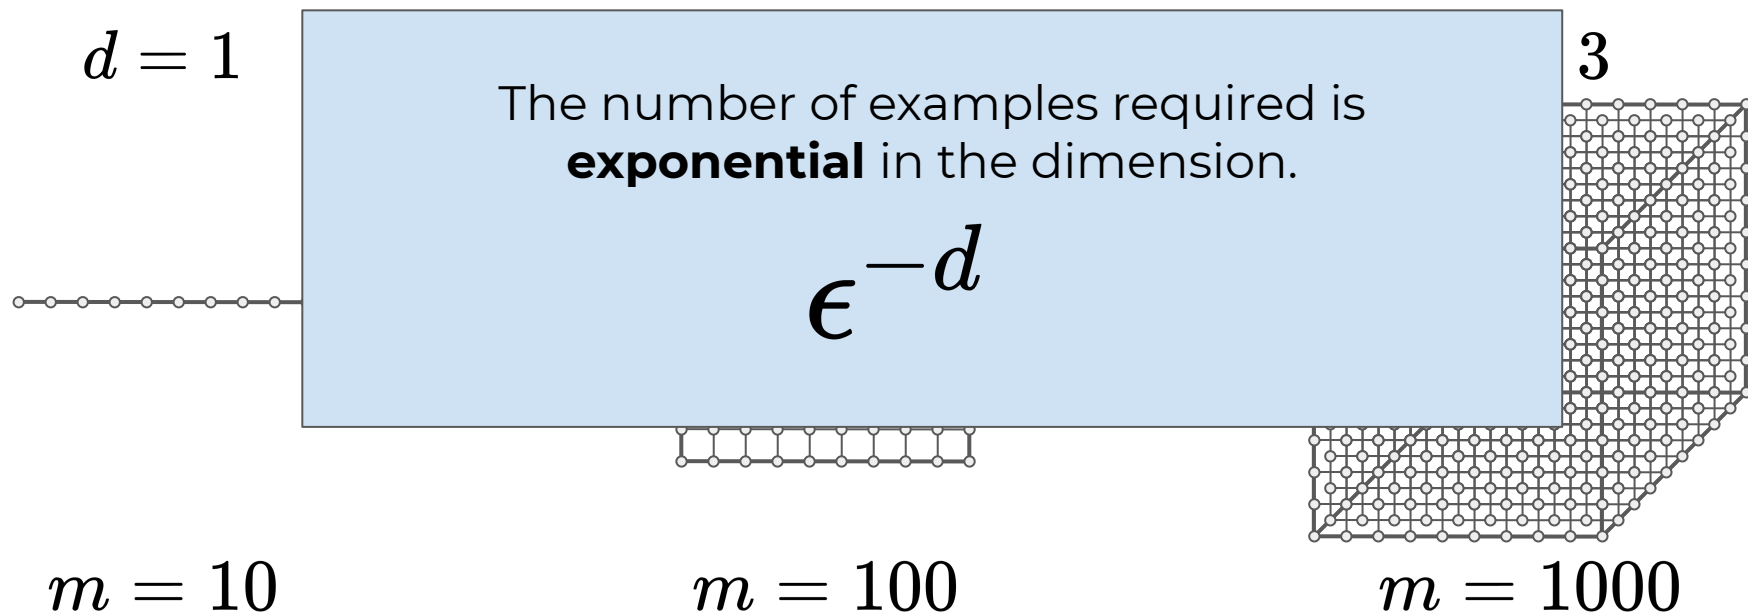 d = 1
3
The number of examples required is
exponential in the dimension.
ϵ^{-d}
m = 10
m = 100
m = 1000